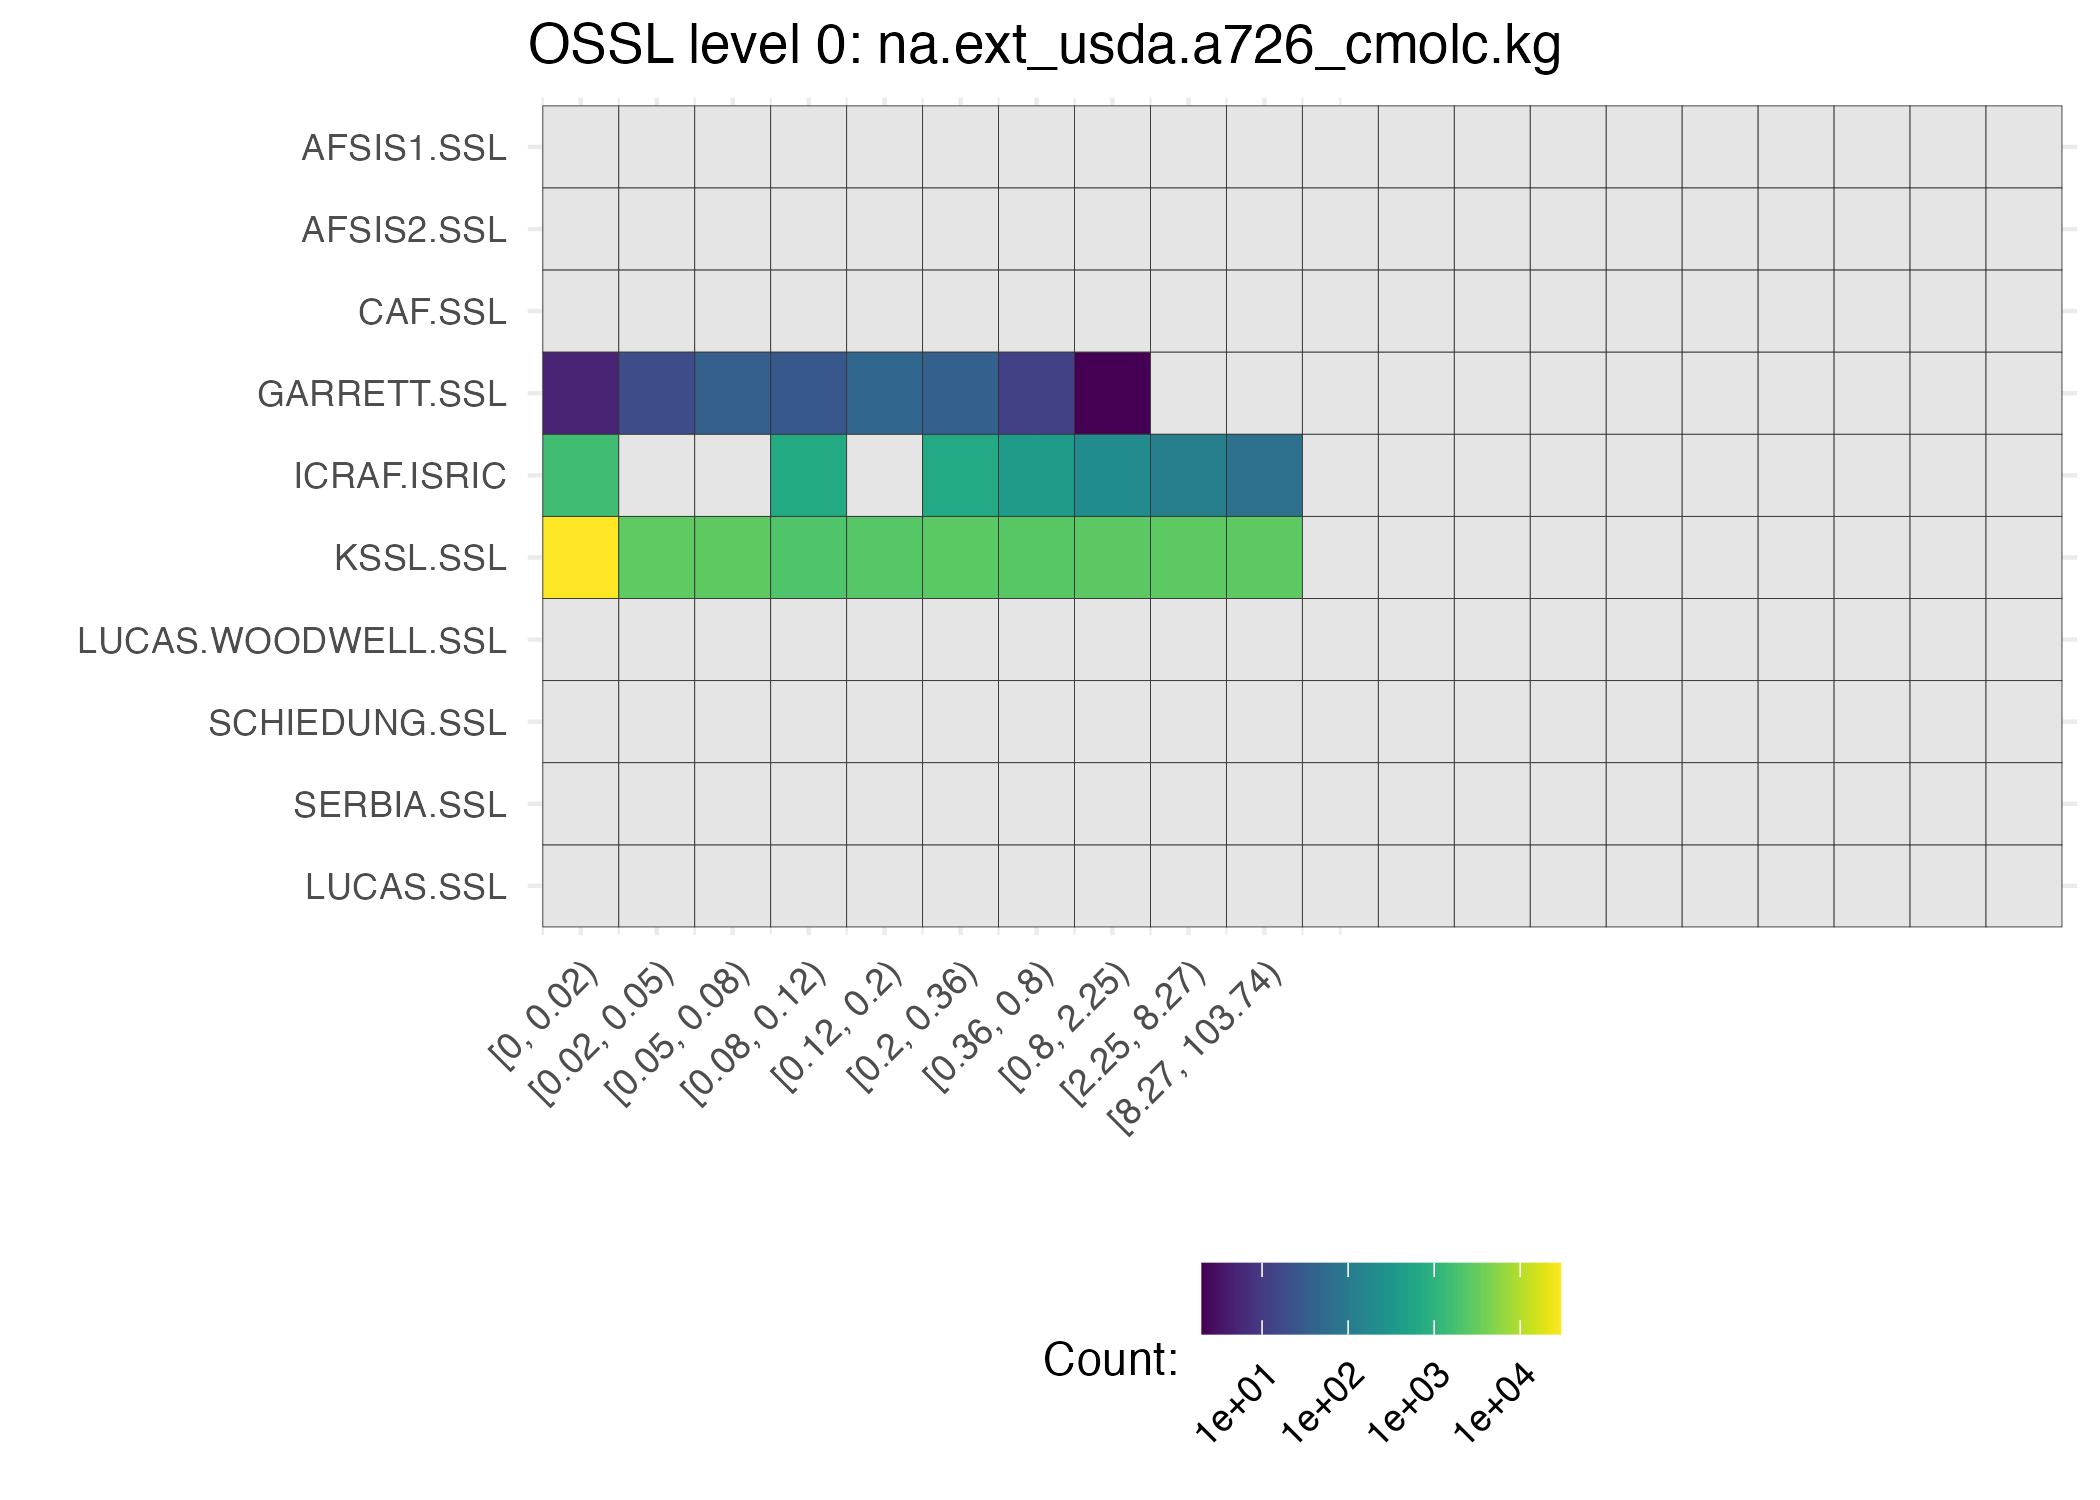 OSSL level 0: na.ext_usda.a726_cmolc.kg
AFSIS1.SSL
AFSIS2.SSL
CAF.SSL
GARRETT.SSL
ICRAF.ISRIC
KSSL.SSL
LUCAS.WOODWELL.SSL
SCHIEDUNG.SSL
SERBIA.SSL
LUCAS.SSL
[0, 0.02)
[0.02, 0.05)
[0.05, 0.08)
[0.08, 0.12)
[0.12, 0.2)
[0.2, 0.36)
[0.36, 0.8)
[0.8, 2.25)
[2.25, 8.27)
[8.27, 103.74)
Count:
1e+01
1e+02
1e+03
1e+04